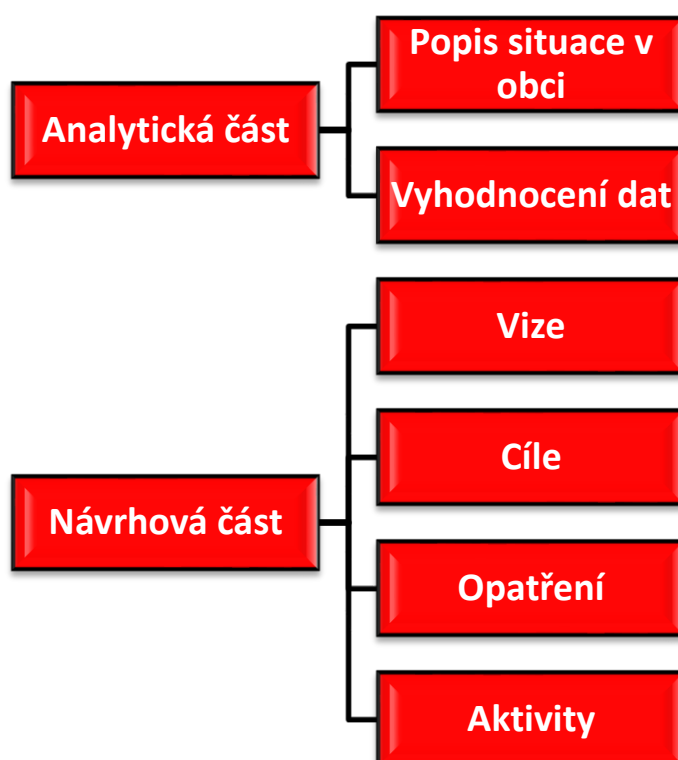 Analytická část
Popis situace v
obci
Vyhodnocení dat
Návrhová část
Vize
Cíle
Opatření
Aktivity